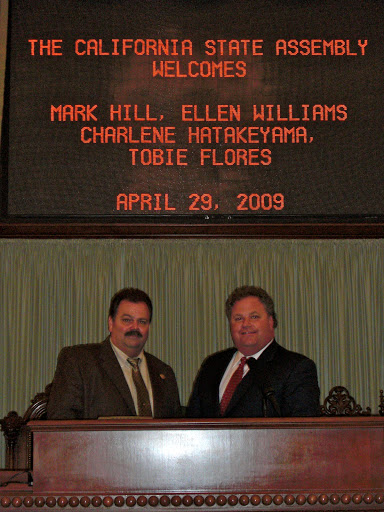 THE CALIFORNIA STATE ASSEMBLY
WELCOMES
MARK HILL, ELLEN WILLIAMS
CHARLENE HATAKEYAMA,
TOBIE FLORES
APRIL 29, 2009